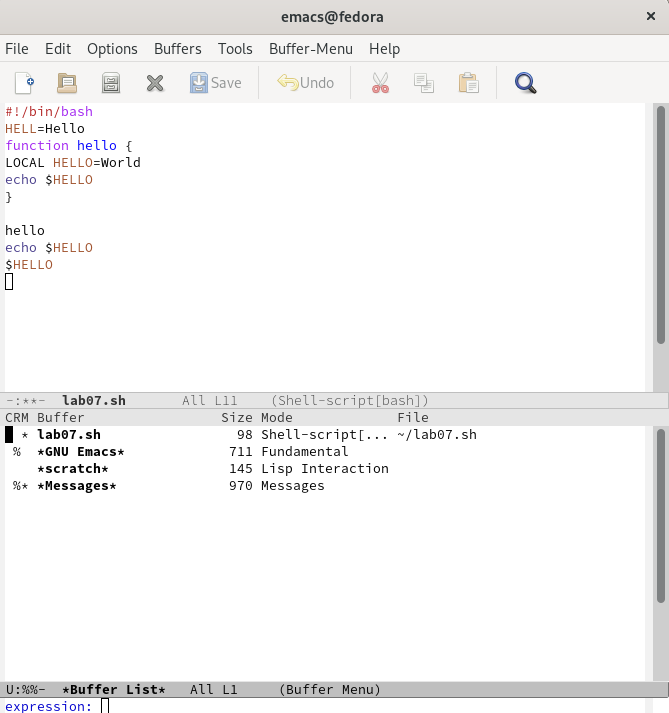 emacs@fedora ×
File Edit Options Buffers Tools Buffer-Menu Help
Save Undo
#!/bin/bash
HELL=Hello
function hello {
LOCAL HELLO=World
echo $HELLO
}
hello
echo $HELLO
$HELLO
-:**- lab07.sh All L11 (Shell-script[bash])
CRM Buffer Size Mode File
* lab07.sh 98 Shell-script[... ~/lab07.sh
% *GNU Emacs* 711 Fundamental
*scratch* 145 Lisp Interaction
%* *Messages* 970 Messages
U:%%- *Buffer List* All L1 (Buffer Menu)
expression: